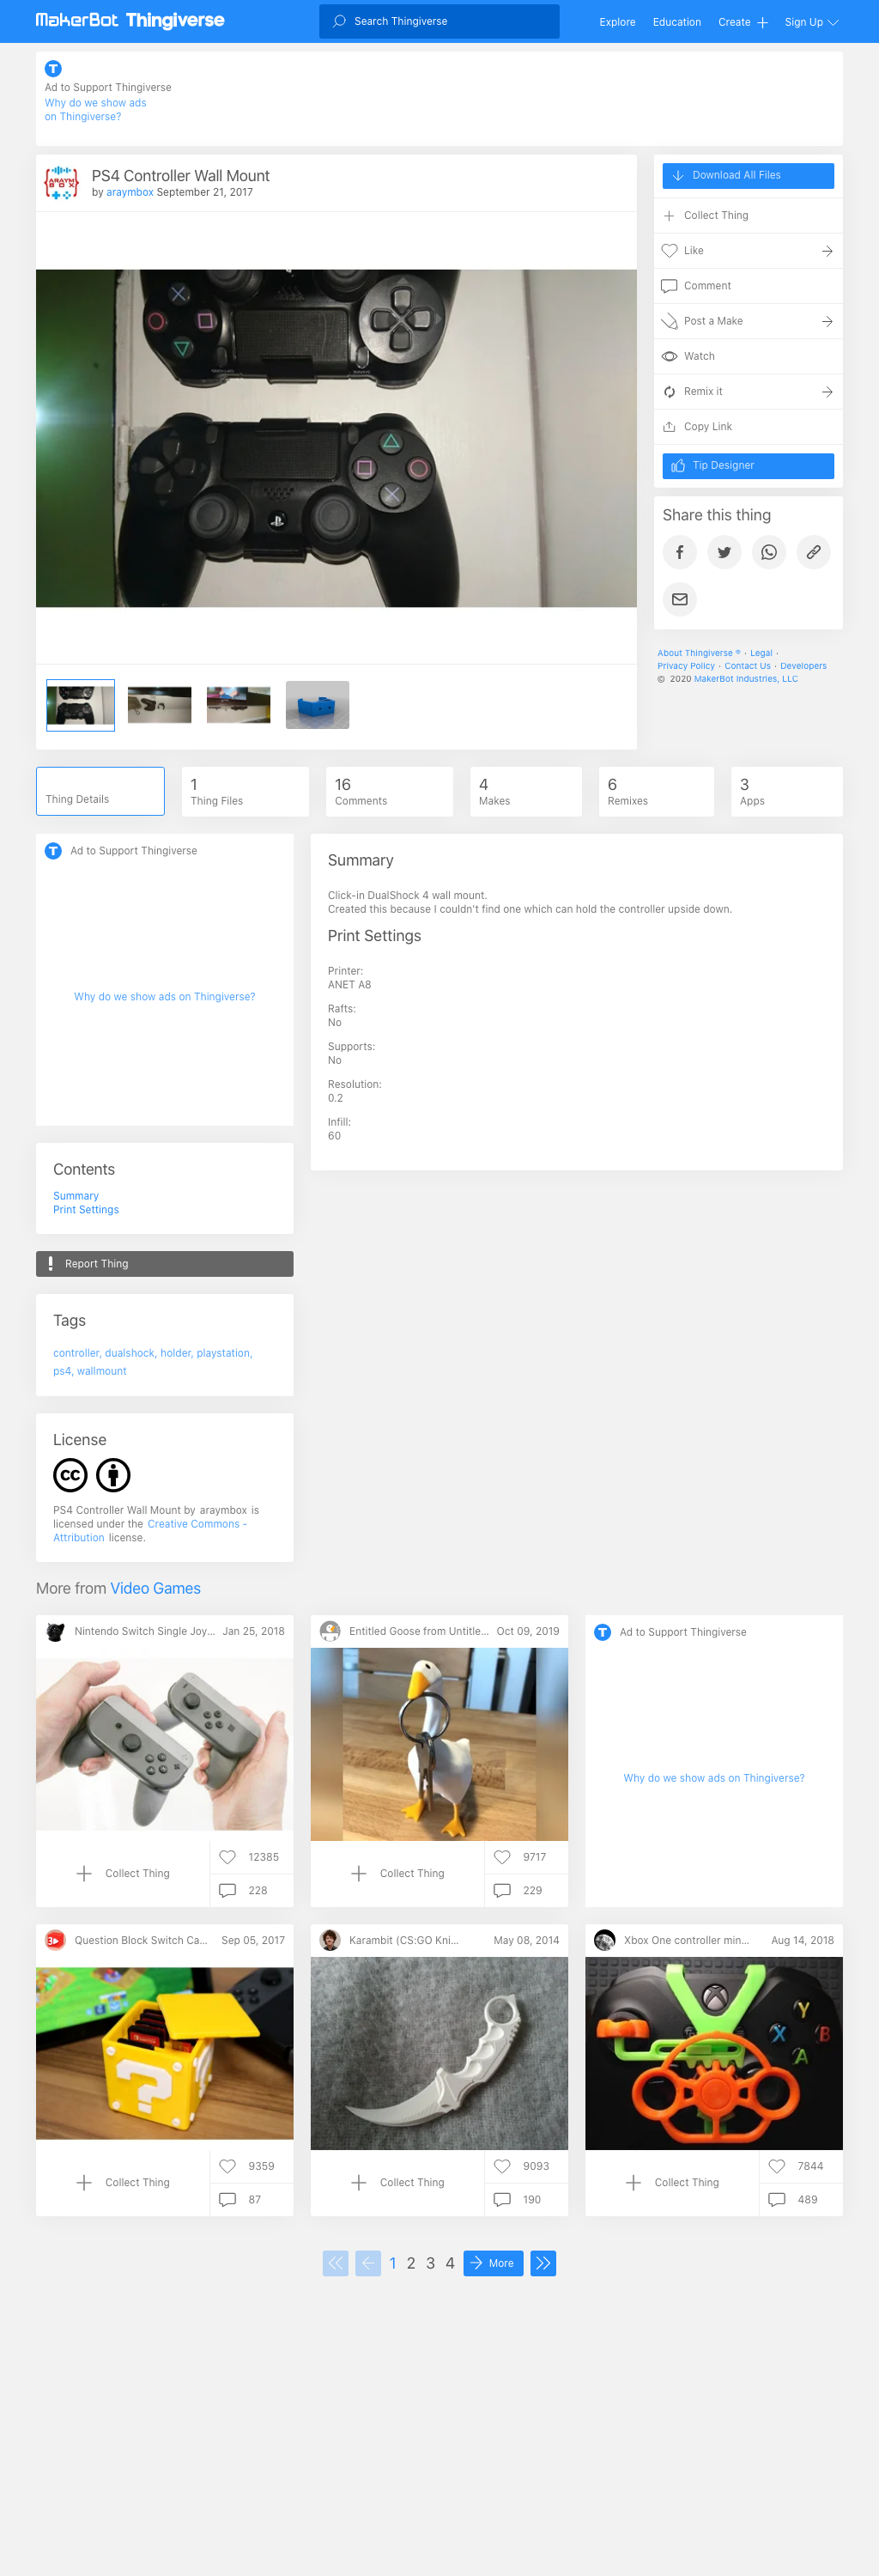 MakerBot Thingiverse
Search Thingiverse
Explore
Education
Create
Sign Up
Ad to Support Thingiverse
Why do we show ads
on Thingiverse?
PS4 Controller Wall Mount
by araymbox September 21, 2017
Download All Files
Collect Thing
Like
Comment
Post a Make
Watch
Remix it
Copy Link
Tip Designer
Share this thing
About Thingiverse ® · Legal ·
Privacy Policy · Contact Us · Developers
© 2020 MakerBot Industries, LLC
Thing Details
1
Thing Files
16
Comments
4
Makes
6
Remixes
3
Apps
Ad to Support Thingiverse
Why do we show ads on Thingiverse?
Summary
Click-in DualShock 4 wall mount.
Created this because I couldn't find one which can hold the controller upside down.
Print Settings
Printer:
ANET A8
Rafts:
No
Supports:
No
Resolution:
0.2
Infill:
60
Contents
Summary
Print Settings
Report Thing
Tags
controller, dualshock, holder, playstation,
ps4, wallmount
License
PS4 Controller Wall Mount by araymbox is
licensed under the Creative Commons -
Attribution license.
More from Video Games
Nintendo Switch Single Joy... Jan 25, 2018
Collect Thing
12385
228
Entitled Goose from Untitle... Oct 09, 2019
Collect Thing
9717
229
Ad to Support Thingiverse
Why do we show ads on Thingiverse?
Question Block Switch Ca... Sep 05, 2017
Collect Thing
9359
87
Karambit (CS:GO Kni... May 08, 2014
Collect Thing
9093
190
Xbox One controller min... Aug 14, 2018
Y
X B
A
Collect Thing
7844
489
1 2 3 4 More